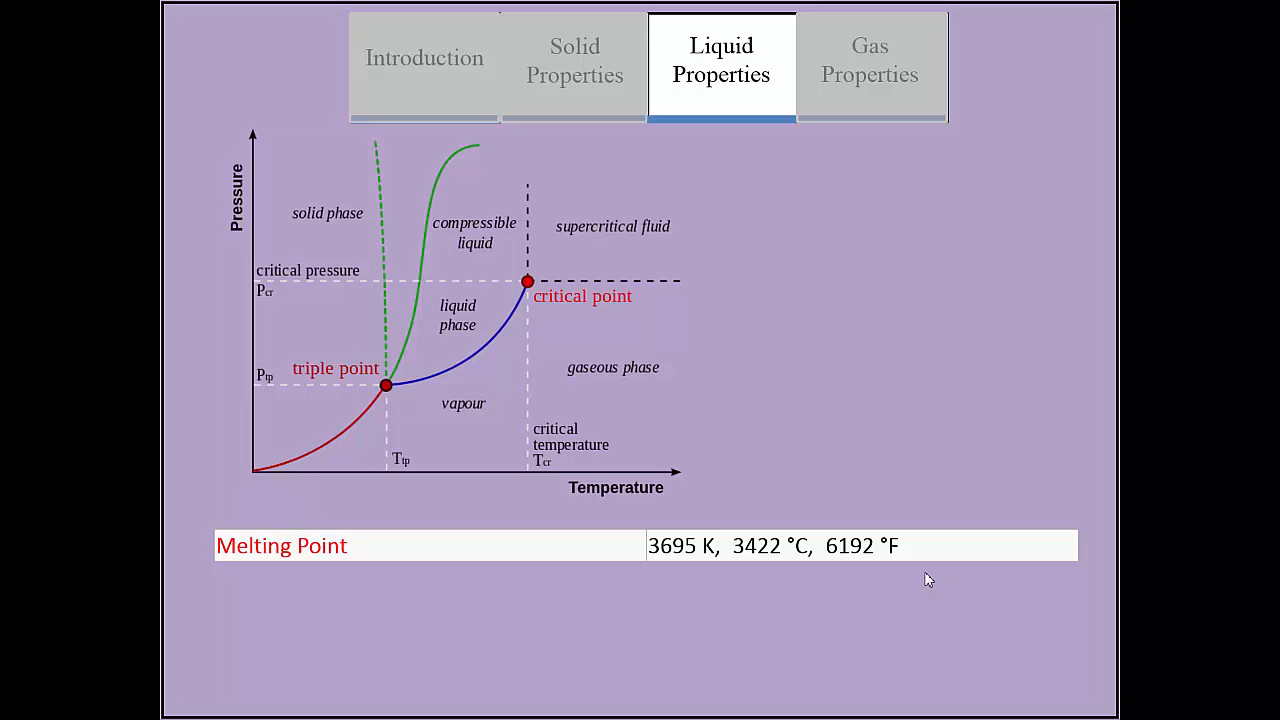 Introduction
Solid
Properties
Liquid
Properties
Gas
Properties
Pressure
solid phase
compressible
liquid
supercritical fluid
critical pressure
Pcr
critical point
liquid
phase
triple point
Ptp
gaseous phase
vapour
critical
temperature
Tcr
Ttp
Temperature
Melting Point
3695 K, 3422 °C, 6192 °F